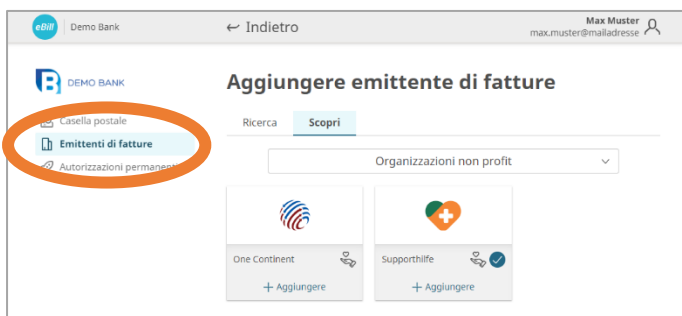 eBill Demo Bank
← Indietro
Max Muster
max.muster@mailadresse
DEMO BANK
Casella postale
Emittenti di fatture
Autorizzazioni permanenti
Aggiungere emittente di fatture
Ricerca Scopri
Organizzazioni non profit
One Continent
+ Aggiungere
Supporthilfe
+ Aggiungere